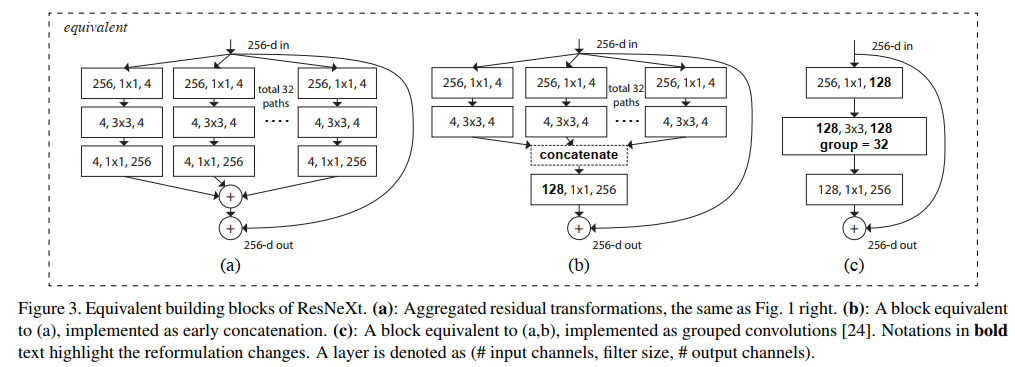 equivalent
256-d in
256, 1x1, 4
256, 1x1, 4
total 32
paths
....
256, 1x1, 4
4, 3x3, 4
4, 3x3, 4
4, 3x3, 4
4, 1x1, 256
4, 1x1, 256
4, 1x1, 256
+
+
256-d out
(a)
256-d in
256, 1x1, 4
256, 1x1, 4
total 32
paths
....
256, 1x1, 4
4, 3x3, 4
4, 3x3, 4
4, 3x3, 4
concatenate
128, 1x1, 256
+
256-d out
(b)
256-d in
256, 1x1, 128
128, 3x3, 128
group = 32
128, 1x1, 256
+
256-d out
(c)
Figure 3. Equivalent building blocks of ResNeXt. (a): Aggregated residual transformations, the same as Fig. 1 right. (b): A block equivalent
to (a), implemented as early concatenation. (c): A block equivalent to (a,b), implemented as grouped convolutions [24]. Notations in bold
text highlight the reformulation changes. A layer is denoted as (# input channels, filter size, # output channels).